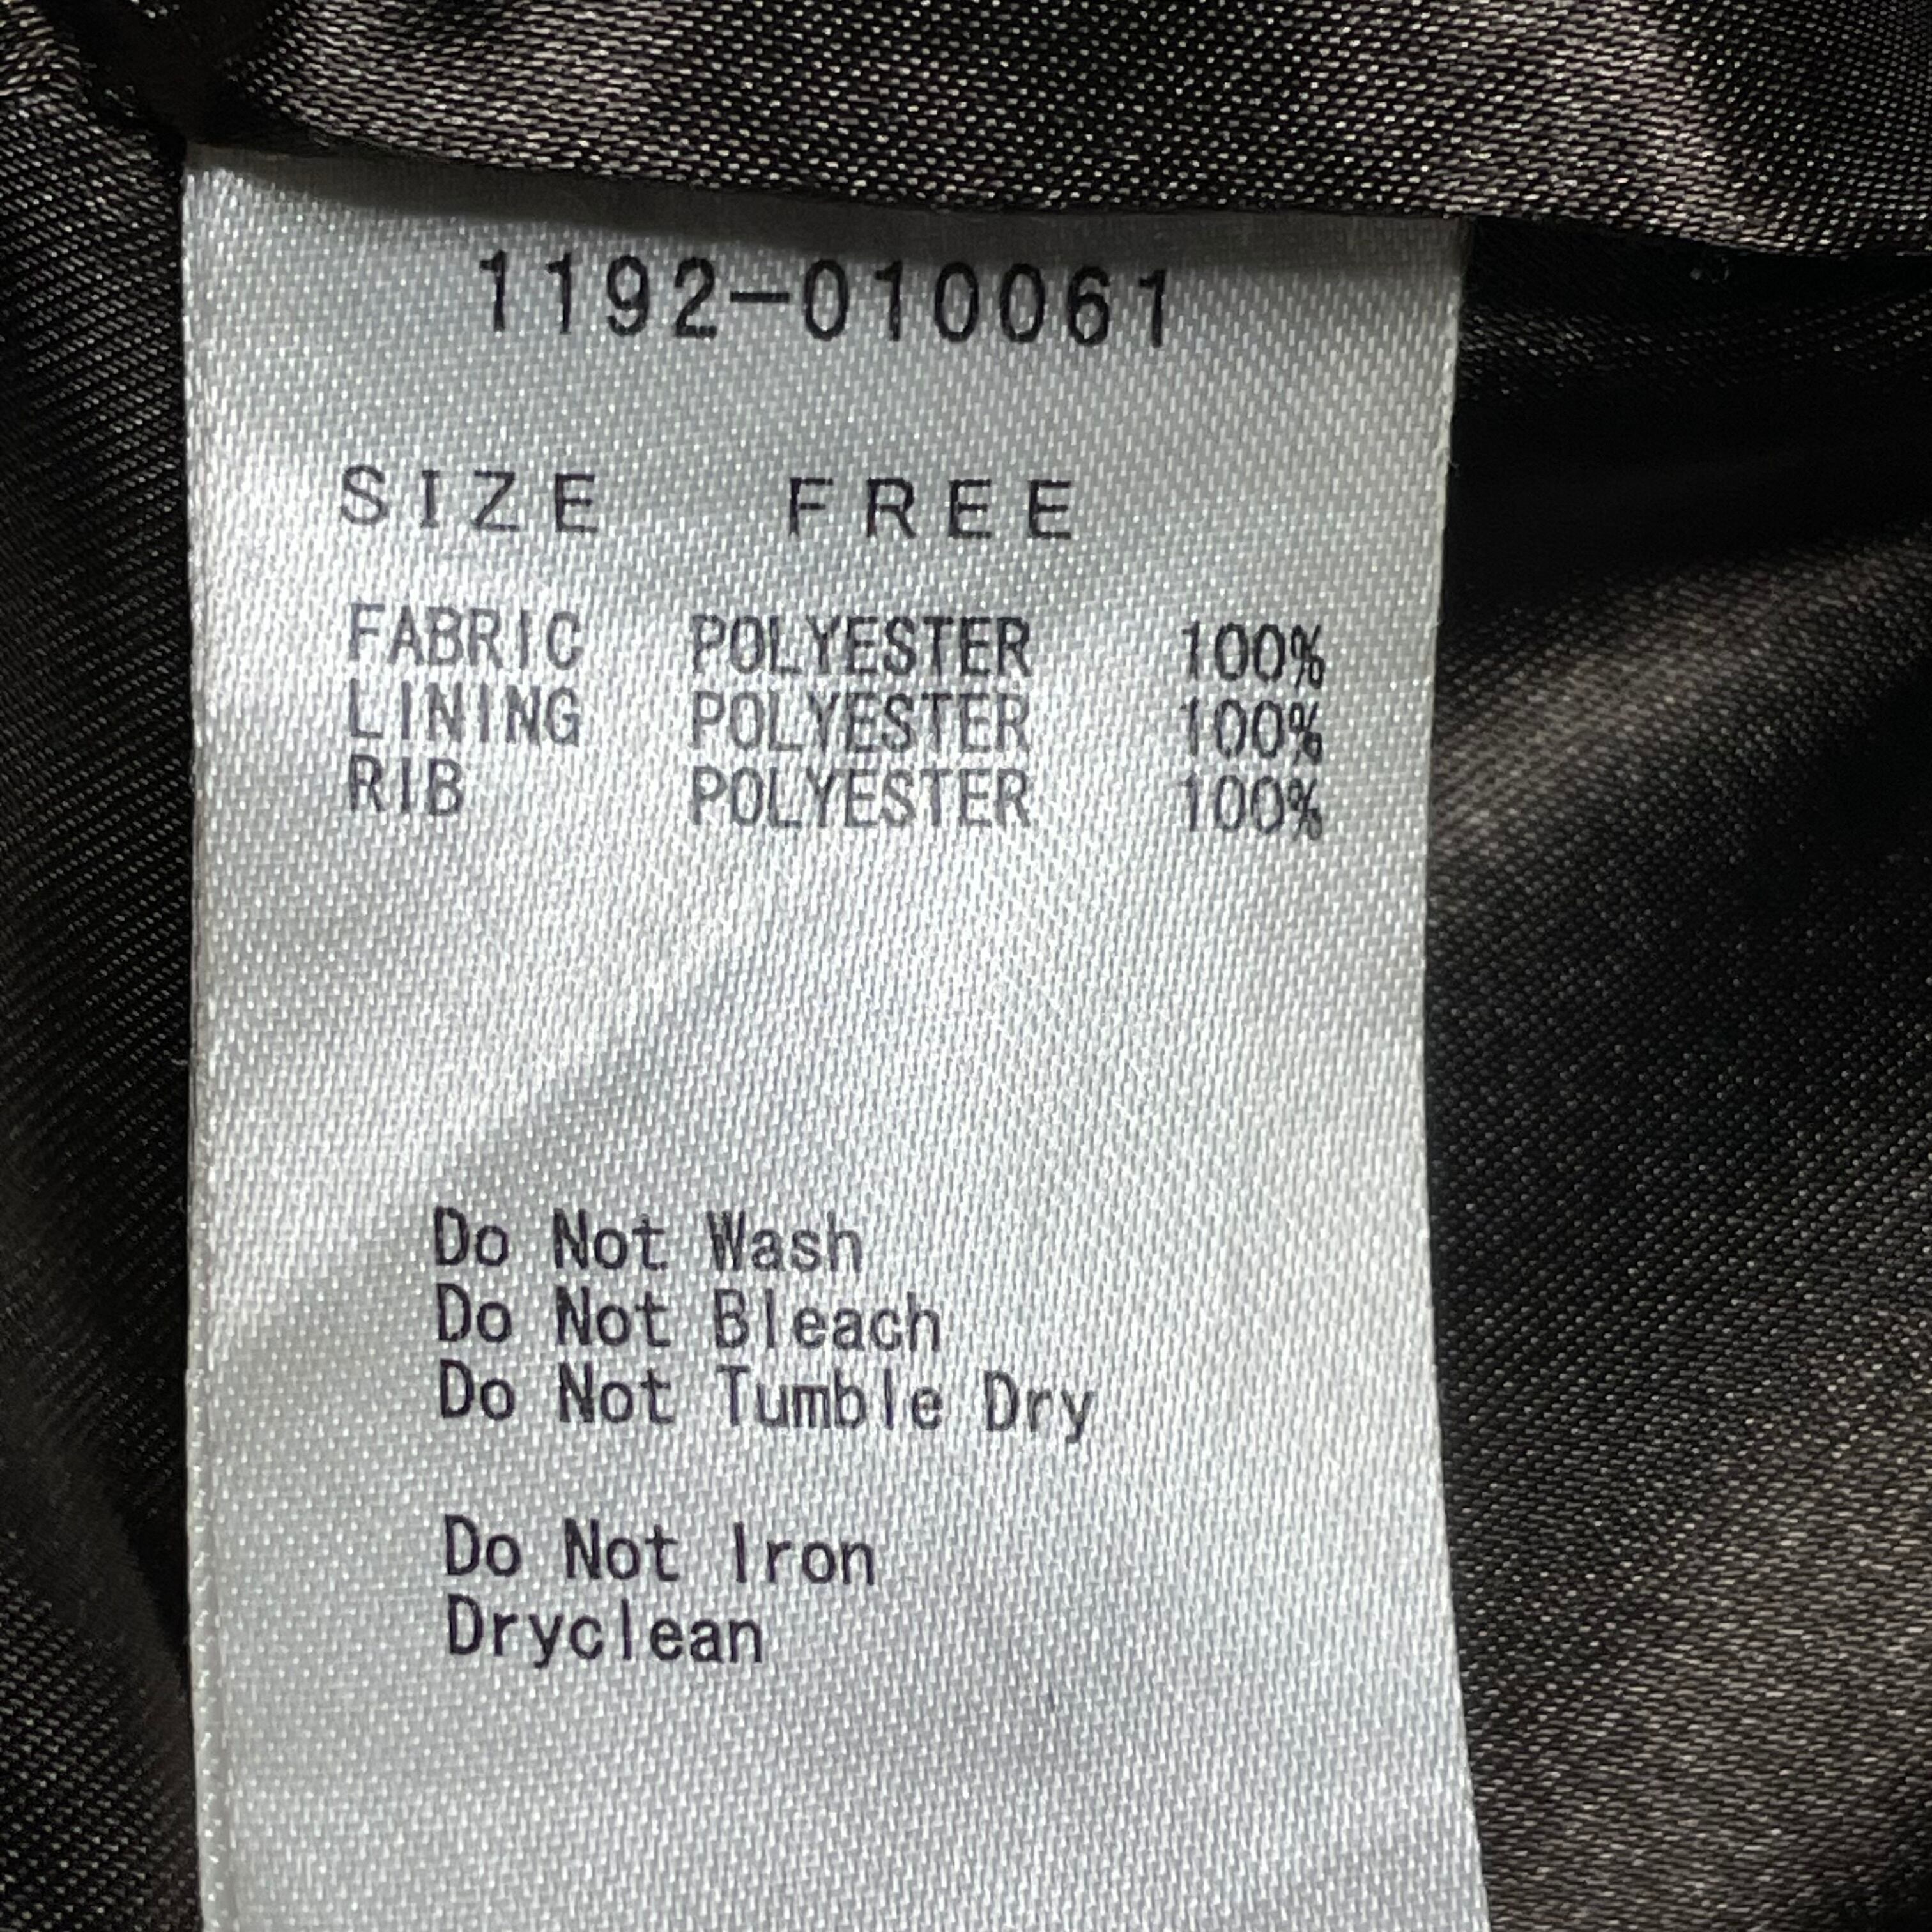 1192-010061
SIZE FREE
FABRIC POLYESTER 100%
LINING POLYESTER 100%
RIB POLYESTER 100%
Do Not Wash
Do Not Bleach
Do Not Tumble Dry
Do Not Iron
Dryclean